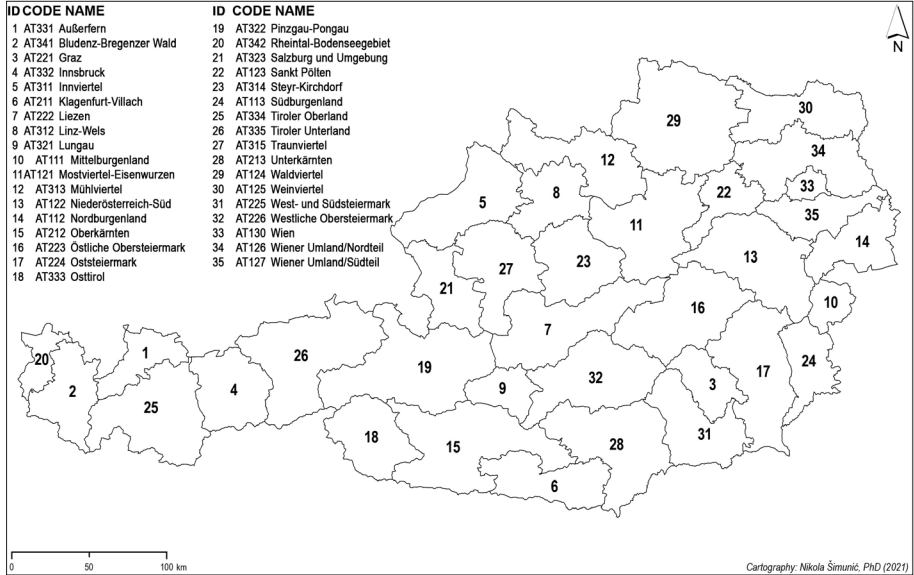 ID CODE NAME
1 AT331 Außerfern
2 AT341 Bludenz-Bregenzer Wald
3 AT221 Graz
4 AT332 Innsbruck
5 AT311 Innviertel
6 AT211 Klagenfurt-Villach
7 AT222 Liezen
8 AT312 Linz-Wels
9 AT321 Lungau
10 AT111 Mittelburgenland
11 AT121 Mostviertel-Eisenwurzen
12 AT313 Mühlviertel
13 AT122 Niederösterreich-Süd
14 AT112 Nordburgenland
15 AT212 Oberkärnten
16 AT223 Östliche Obersteiermark
17 AT224 Oststeiermark
18 AT333 Osttirol
ID CODE NAME
19 AT322 Pinzgau-Pongau
20 AT342 Rheintal-Bodenseegebiet
21 AT323 Salzburg und Umgebung
22 AT123 Sankt Pölten
23 AT314 Steyr-Kirchdorf
24 AT113 Südburgenland
25 AT334 Tiroler Oberland
26 AT335 Tiroler Unterland
27 AT315 Traunviertel
28 AT213 Unterkärnten
29 AT124 Waldviertel
30 AT125 Weinviertel
31 AT225 West- und Südsteiermark
32 AT226 Westliche Obersteiermark
33 AT130 Wien
34 AT126 Wiener Umland/Nordteil
35 AT127 Wiener Umland/Südteil
N
29
30
12
34
8
33
22
5
35
11
14
13
23
27
21
10
16
7
20
1
26
24
19
17
2
32
3
4
9
25
18
31
28
15
6
0 50 100 km
Cartography: Nikola Šimunić, PhD (2021)